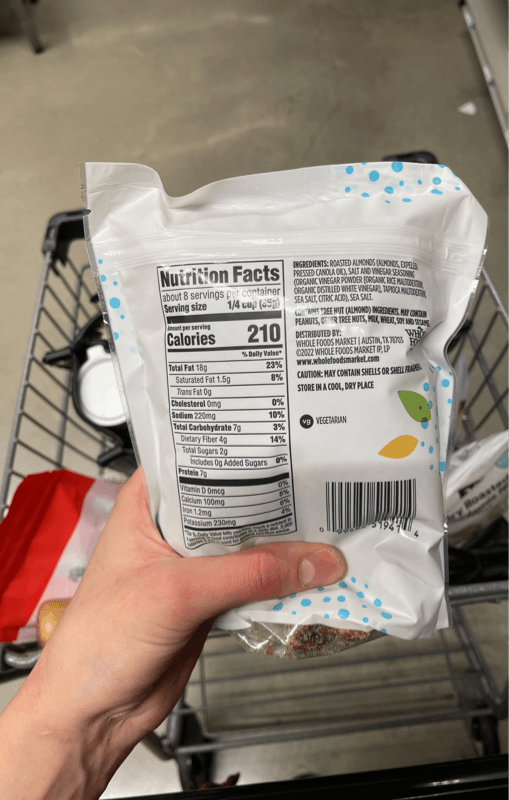 Nutrition Facts
about 8 servings per container
Serving size 1/4 cup
Amount per serving
Calories 210
% Daily Value*
Total Fat 18g 23%
Saturated Fat 1.5g 8%
Trans Fat 0g
Cholesterol 0mg 0%
Sodium 220mg 10%
Total Carbohydrate 7g 3%
Dietary Fiber 4g 14%
Total Sugars 2g
Includes 0g Added Sugars 0%
Protein 7g
Vitamin D 0mcg 0%
Calcium 100mg 8%
Iron 1.2mg 6%
Potassium 230mg 4%
INGREDIENTS: ROASTED ALMONDS (ALMONDS, EXPELLER
PRESSED CANOLA OIL), SALT AND VINEGAR SEASONING
(ORGANIC VINEGAR POWDER [ORGANIC RICE MALTODEXTRIN,
ORGANIC DISTILLED WHITE VINEGAR], TAPIOCA MALTODEXTRIN,
SEA SALT, CITRIC ACID), SEA SALT.
CONTAINS TREE NUT (ALMOND) INGREDIENTS. MAY CONTAIN
PEANUTS, OTHER TREE NUTS, MILK, WHEAT, SOY AND SESAME.
DISTRIBUTED BY:
WHOLE FOODS MARKET | AUSTIN, TX 78703
©2022 WHOLE FOODS MARKET IP, LP
www.wholefoodsmarket.com
CAUTION: MAY CONTAIN SHELLS OR SHELL FRAGMENTS.
STORE IN A COOL, DRY PLACE
vg VEGETARIAN